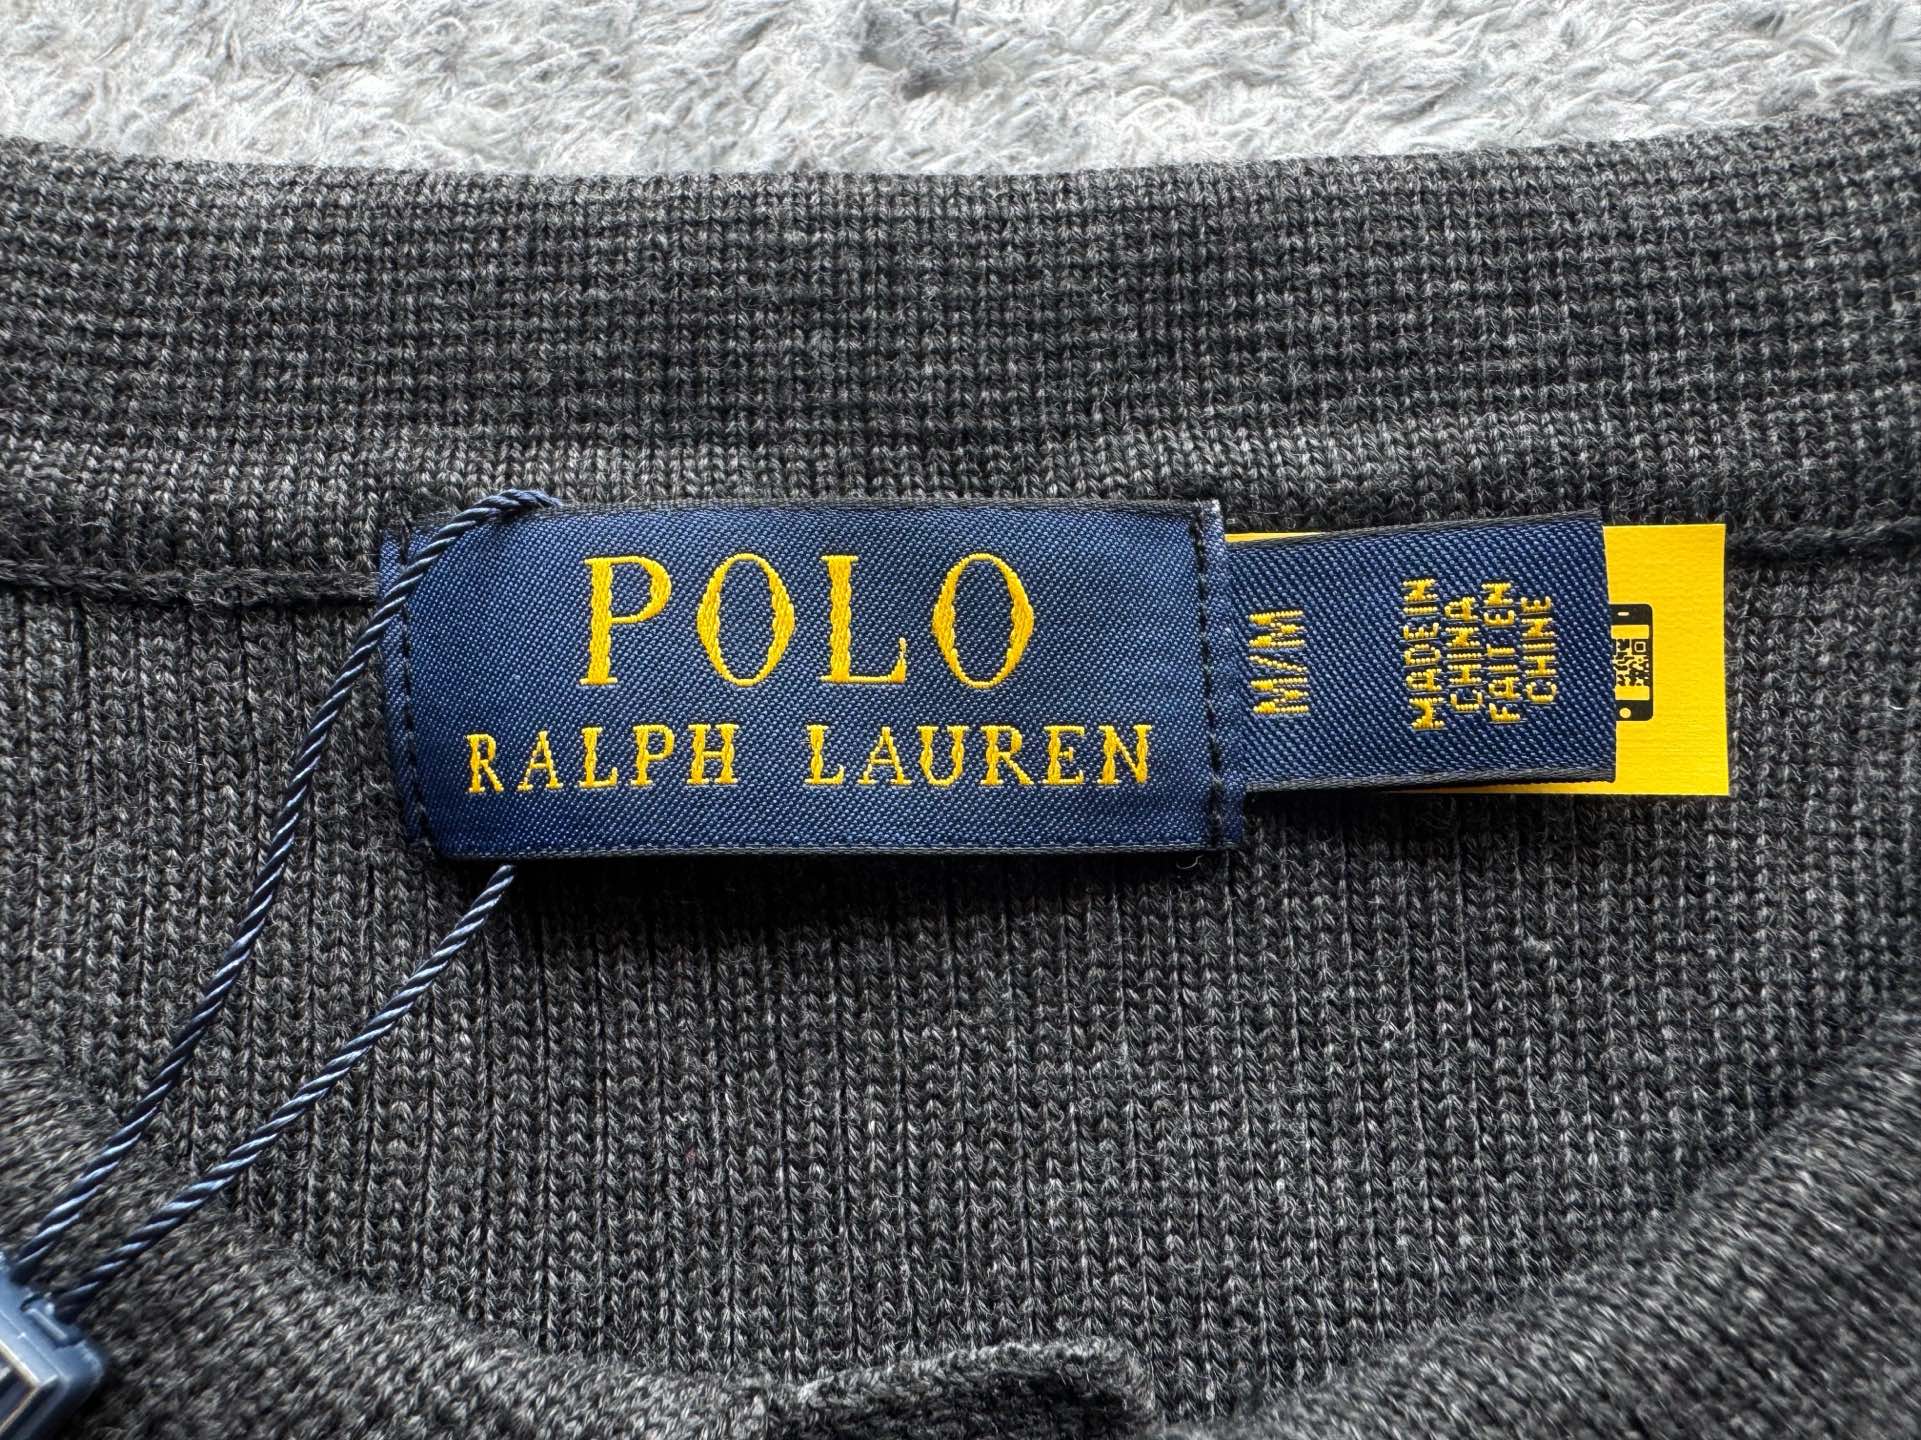 POLO
RALPH LAUREN
M/M
MADE IN
CHINA
FAIT EN
CHINE